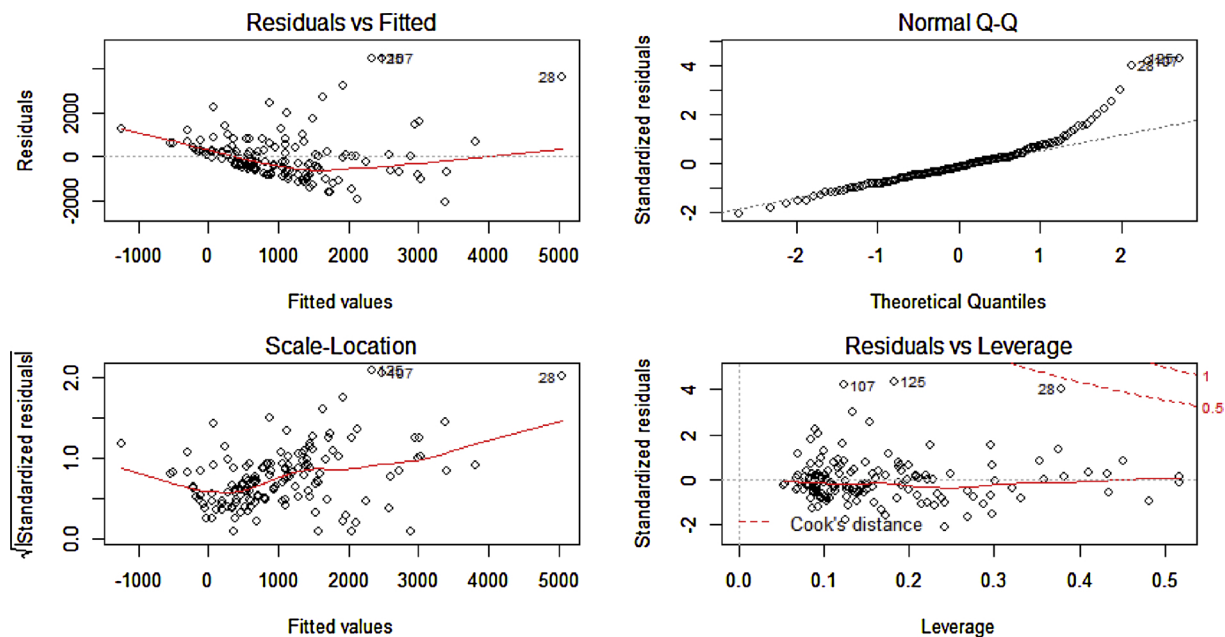 Residuals vs Fitted
Residuals
-2000 0 2000
-1000 0 1000 2000 3000 4000 5000
Fitted values
107
28
Normal Q-Q
Standardized residuals
-2 0 2 4
-2 -1 0 1 2
Theoretical Quantiles
28
Scale-Location
√|Standardized residuals|
0.0 1.0 2.0
-1000 0 1000 2000 3000 4000 5000
Fitted values
125
28
Residuals vs Leverage
Standardized residuals
-2 0 2 4
0.0 0.1 0.2 0.3 0.4 0.5
Leverage
107
125
28
1
0.5
Cook's distance